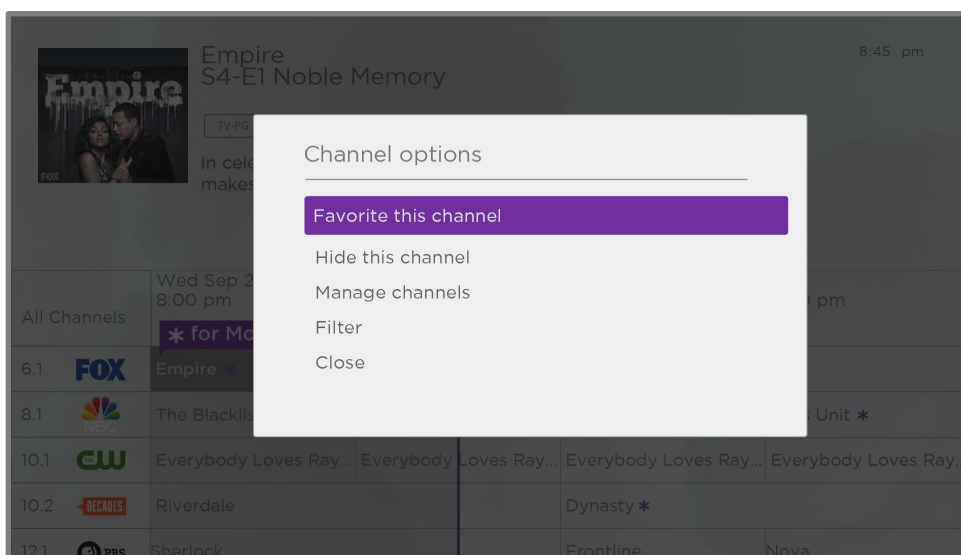 Empire
S4-E1 Noble Memory
8:45 pm
Empire
FOX
TV-PG
In cele
makes
Channel options
Favorite this channel
Hide this channel
Manage channels
Filter
Close
All Channels
Wed Sep 2
8:00 pm
pm
* for Mo
6.1 FOX Empire *
8.1 NBC The Blacklis Unit *
10.1 CW Everybody Loves Ray... Everybody Loves Ray... Everybody Loves Ray... Everybody Loves Ray...
10.2 DECADES Riverdale Dynasty *
12.1 PBS Sherlock Frontline Nova